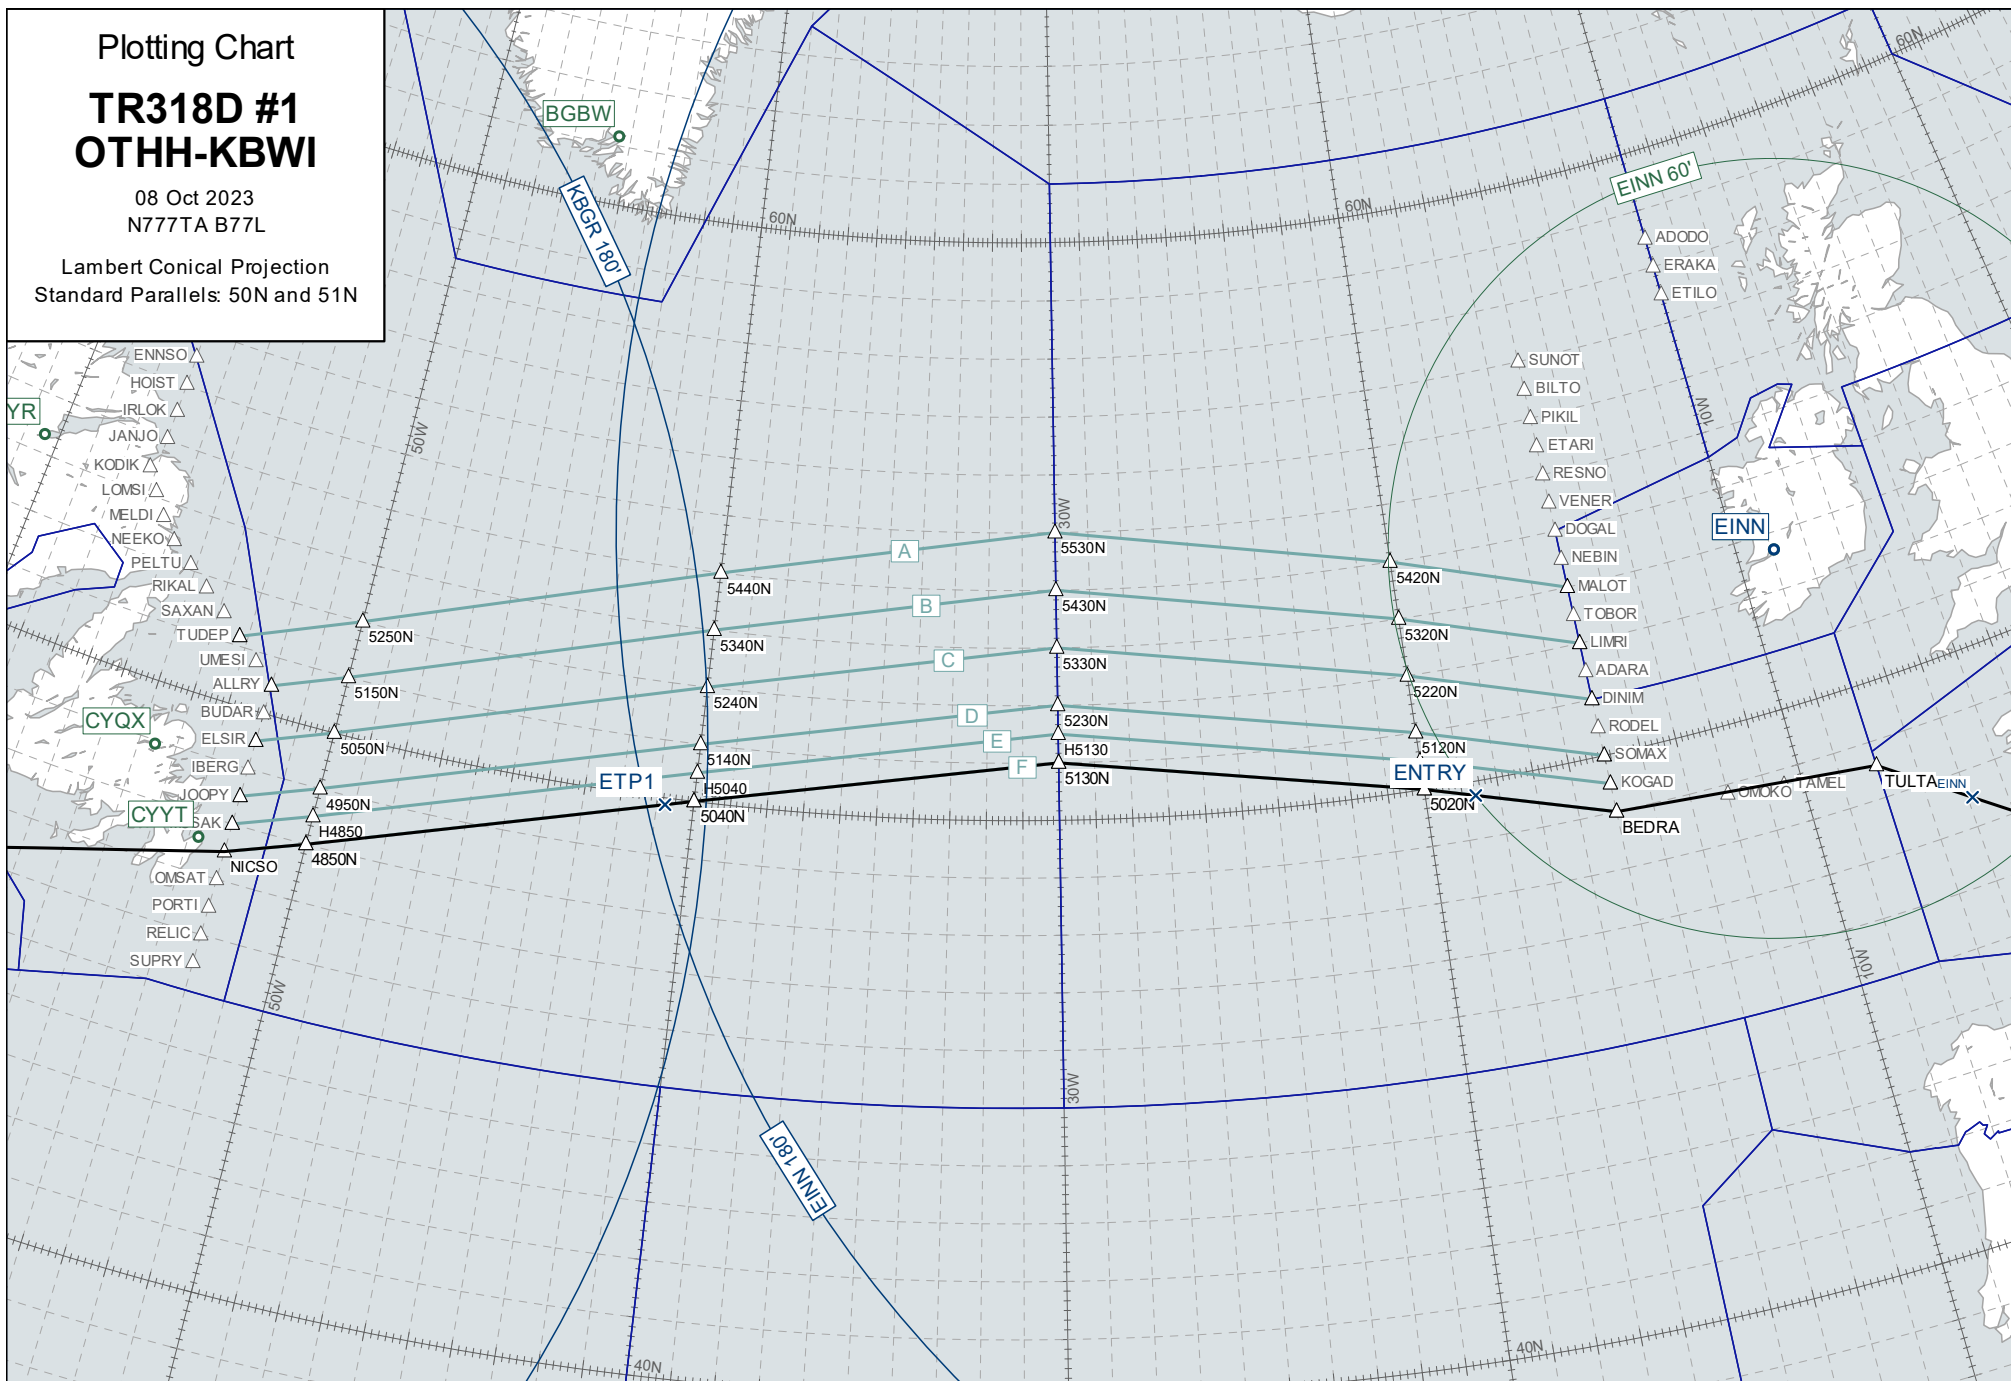 Plotting Chart
TR318D #1
OTHH-KBWI
08 Oct 2023
N777TA B77L
Lambert Conical Projection
Standard Parallels: 50N and 51N
BGBW
KBGR 180'
60N
60N
60N
EINN 60'
ADODO
ERAKA
ETILO
ENNSO
HOIST
IRLOK
JANJO
KODIK
LOMSI
MELDI
NEEKO
PELTU
RIKAL
SAXAN
TUDEP
UMESI
ALLRY
BUDAR
ELSIR
IBERG
JOOPY
SAK
NICSO
OMSAT
PORTI
RELIC
SUPRY
YR
CYQX
CYYT
50W
50W
5250N
5150N
5050N
4950N
H4850
4850N
ETP1
5440N
5340N
5240N
5140N
H5040
5040N
A
B
C
D
E
F
30W
5530N
5430N
5330N
5230N
H5130
5130N
30W
5420N
5320N
5220N
5120N
ENTRY
5020N
SUNOT
BILTO
PIKIL
ETARI
RESNO
VENER
DOGAL
NEBIN
MALOT
TOBOR
LIMRI
ADARA
DINIM
RODEL
SOMAX
KOGAD
BEDRA
OMOKO
TAMEL
TULTA
EINN
EINN
10W
10W
EINN 180'
40N
40N